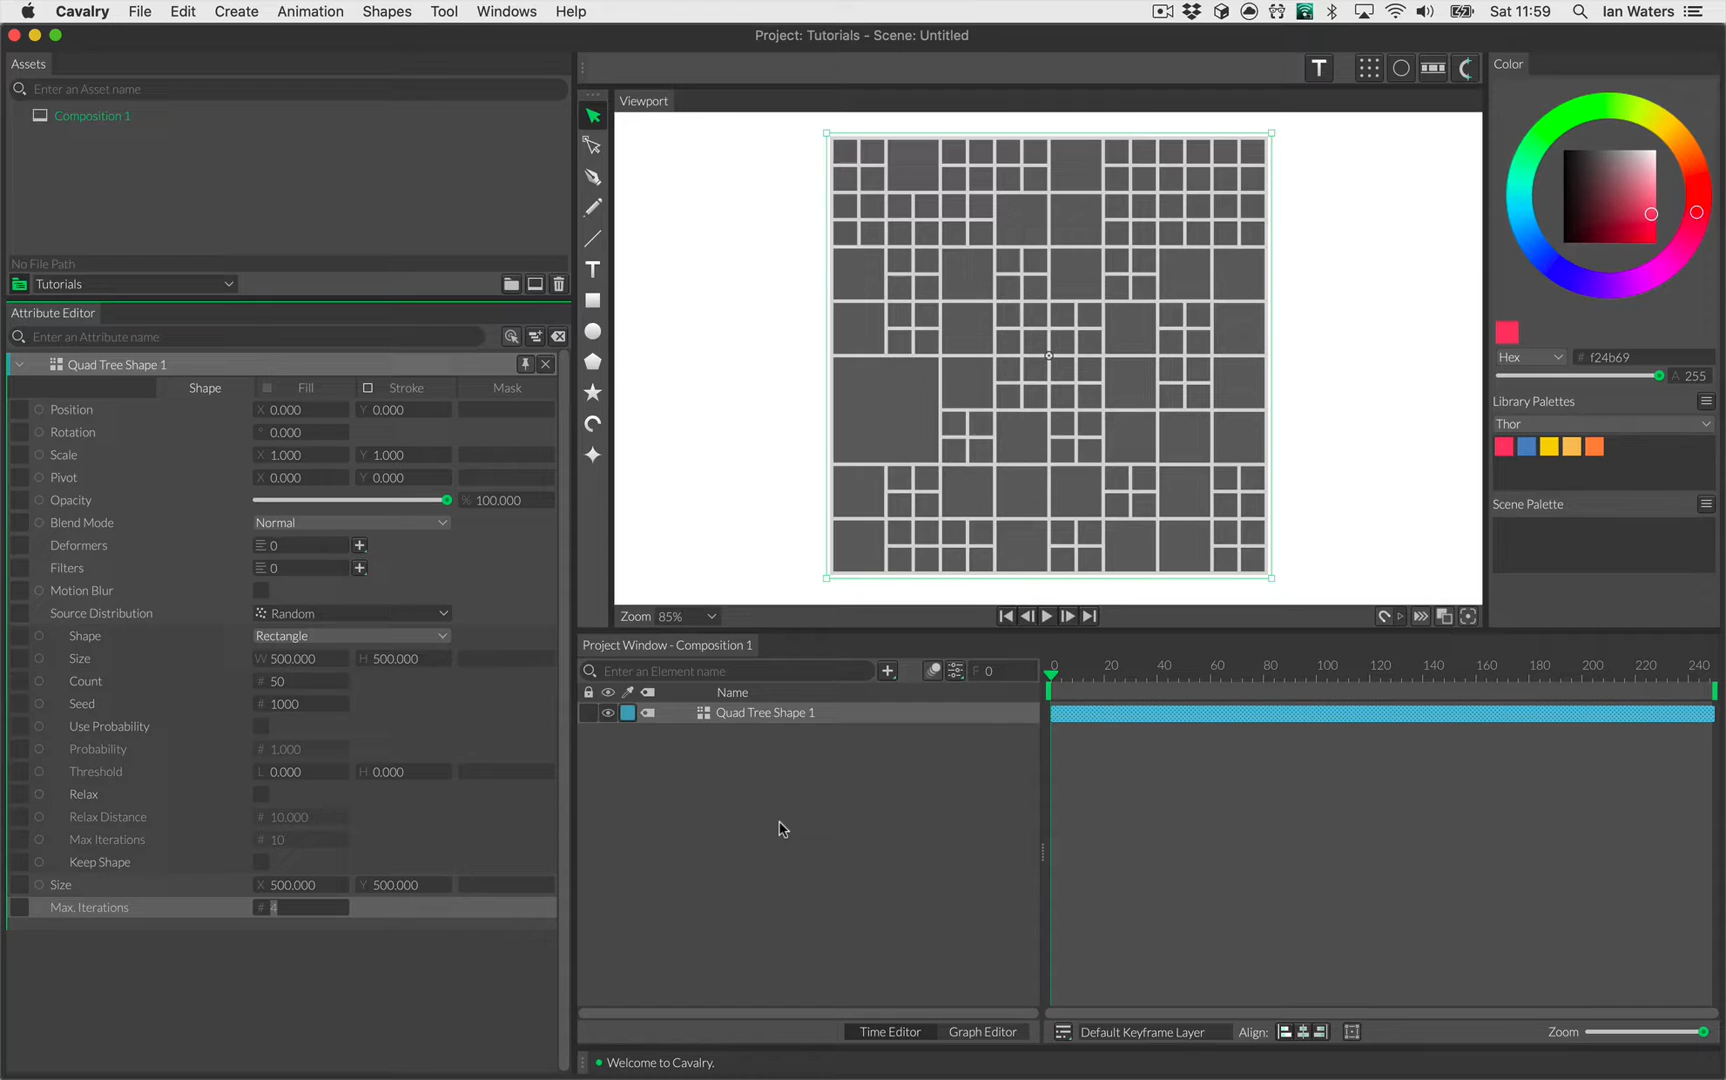 Cavalry File Edit Create Animation Shapes Tool Windows Help Sat 11:59 Ian Waters
Project: Tutorials - Scene: Untitled
Assets
Enter an Asset name
Composition 1
No File Path
Tutorials
Attribute Editor
Enter an Attribute name
Quad Tree Shape 1
Shape Fill Stroke Mask
Position X 0.000 Y 0.000
Rotation ° 0.000
Scale X 1.000 Y 1.000
Pivot X 0.000 Y 0.000
Opacity % 100.000
Blend Mode Normal
Deformers 0
Filters 0
Motion Blur
Source Distribution Random
Shape Rectangle
Size W 500.000 H 500.000
Count # 50
Seed # 1000
Use Probability
Probability # 1.000
Threshold L 0.000 H 0.000
Relax
Relax Distance # 10.000
Max Iterations # 10
Keep Shape
Size X 500.000 Y 500.000
Max. Iterations # 4
Viewport
Zoom 85%
Project Window - Composition 1
Enter an Element name
F 0
0 20 40 60 80 100 120 140 160 180 200 220 240
Name
Quad Tree Shape 1
Time Editor Graph Editor
Default Keyframe Layer Align: Zoom
Welcome to Cavalry.
Color
Hex # f24b69
A 255
Library Palettes
Thor
Scene Palette